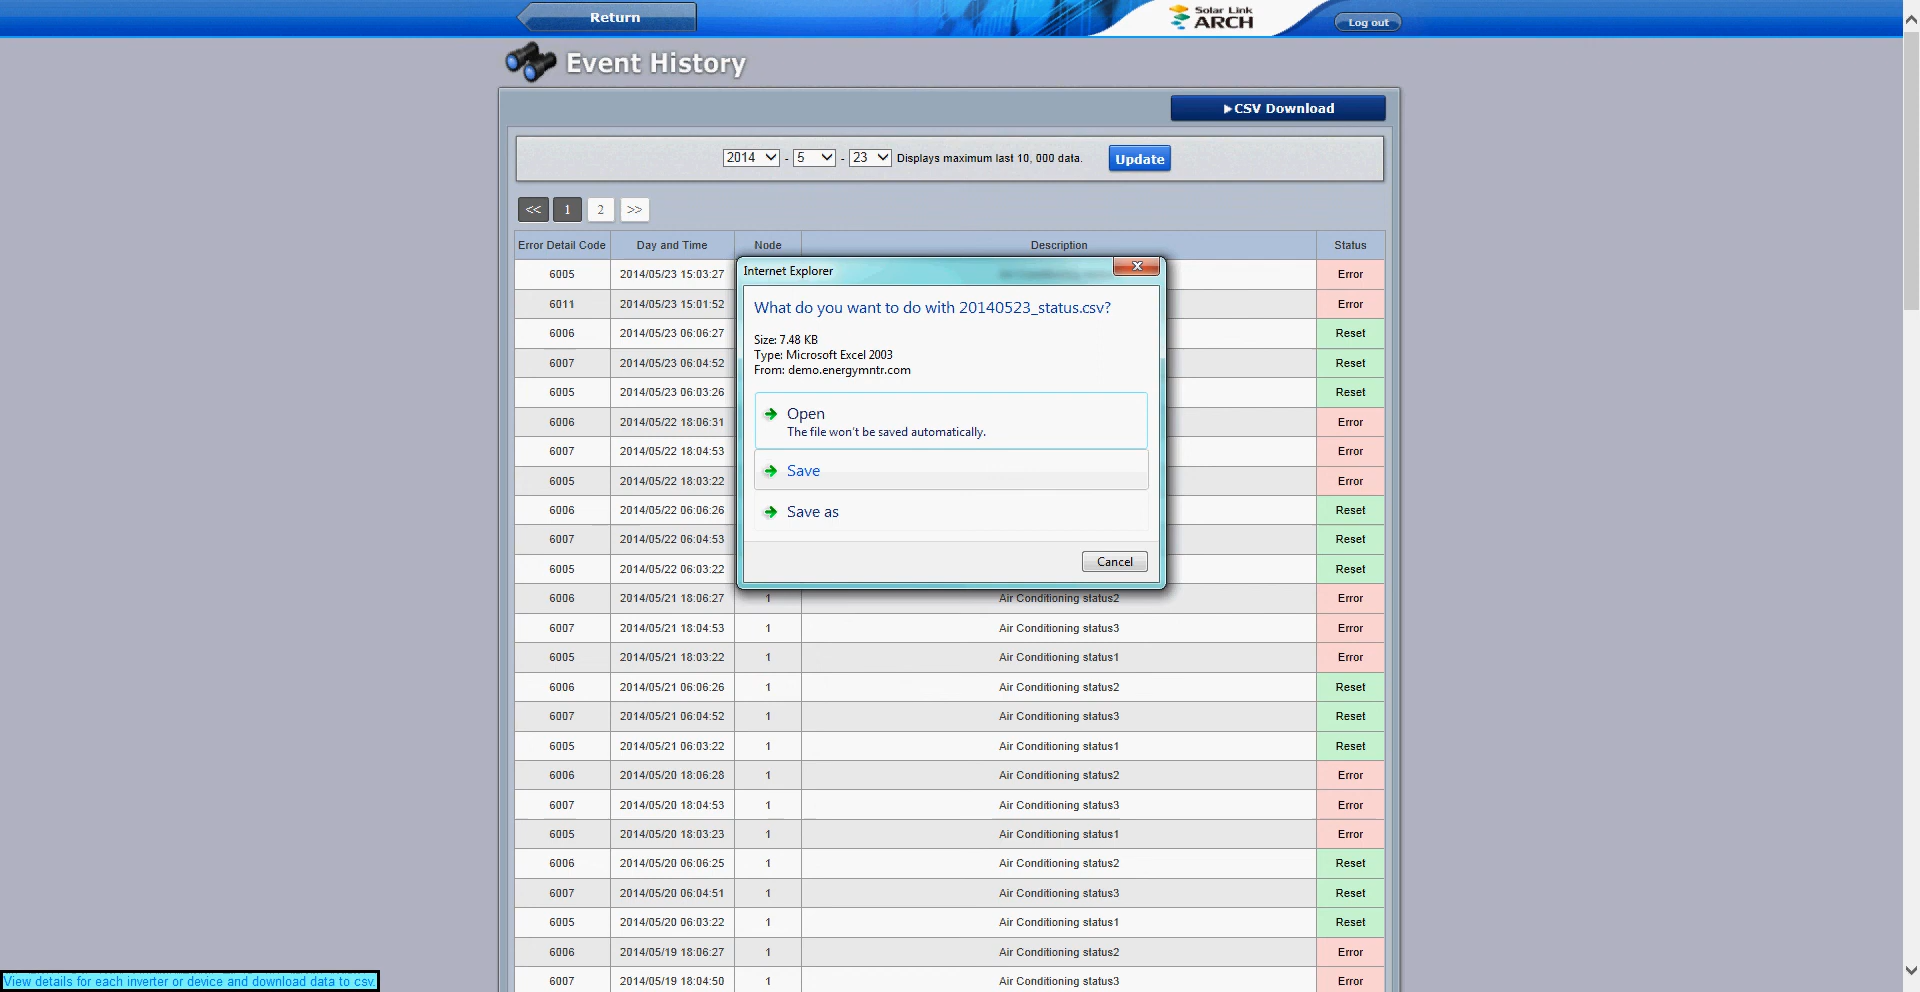 Return
Solar Link
ARCH
Log out
Event History
►CSV Download
2014 - 5 - 23 Displays maximum last 10, 000 data. Update
<< 1 2 >>
Error Detail Code Day and Time Node Description Status
6005 2014/05/23 15:03:27 Error
6011 2014/05/23 15:01:52 Error
6006 2014/05/23 06:06:27 Reset
6007 2014/05/23 06:04:52 Reset
6005 2014/05/23 06:03:26 Reset
6006 2014/05/22 18:06:31 Error
6007 2014/05/22 18:04:53 Error
6005 2014/05/22 18:03:22 Error
6006 2014/05/22 06:06:26 Reset
6007 2014/05/22 06:04:53 Reset
6005 2014/05/22 06:03:22 Reset
Internet Explorer
What do you want to do with 20140523_status.csv?
Size: 7.48 KB
Type: Microsoft Excel 2003
From: demo.energymntr.com
Open
The file won't be saved automatically.
Save
Save as
Cancel
6006 2014/05/21 18:06:27 1 Air Conditioning status2 Error
6007 2014/05/21 18:04:53 1 Air Conditioning status3 Error
6005 2014/05/21 18:03:22 1 Air Conditioning status1 Error
6006 2014/05/21 06:06:26 1 Air Conditioning status2 Reset
6007 2014/05/21 06:04:52 1 Air Conditioning status3 Reset
6005 2014/05/21 06:03:22 1 Air Conditioning status1 Reset
6006 2014/05/20 18:06:28 1 Air Conditioning status2 Error
6007 2014/05/20 18:04:53 1 Air Conditioning status3 Error
6005 2014/05/20 18:03:23 1 Air Conditioning status1 Error
6006 2014/05/20 06:06:25 1 Air Conditioning status2 Reset
6007 2014/05/20 06:04:51 1 Air Conditioning status3 Reset
6005 2014/05/20 06:03:22 1 Air Conditioning status1 Reset
6006 2014/05/19 18:06:27 1 Air Conditioning status2 Error
6007 2014/05/19 18:04:50 1 Air Conditioning status3 Error
View details for each inverter or device and download data to csv.